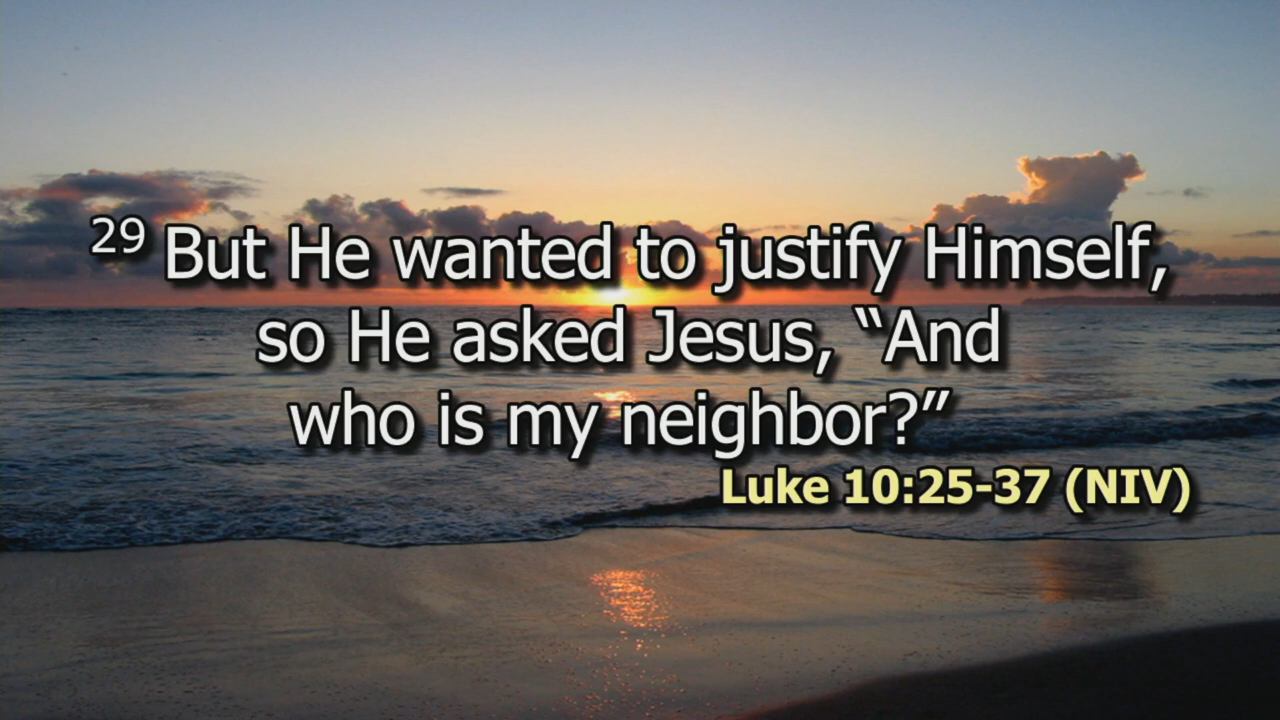 29 But He wanted to justify Himself,
so He asked Jesus, “And
who is my neighbor?”
Luke 10:25-37 (NIV)